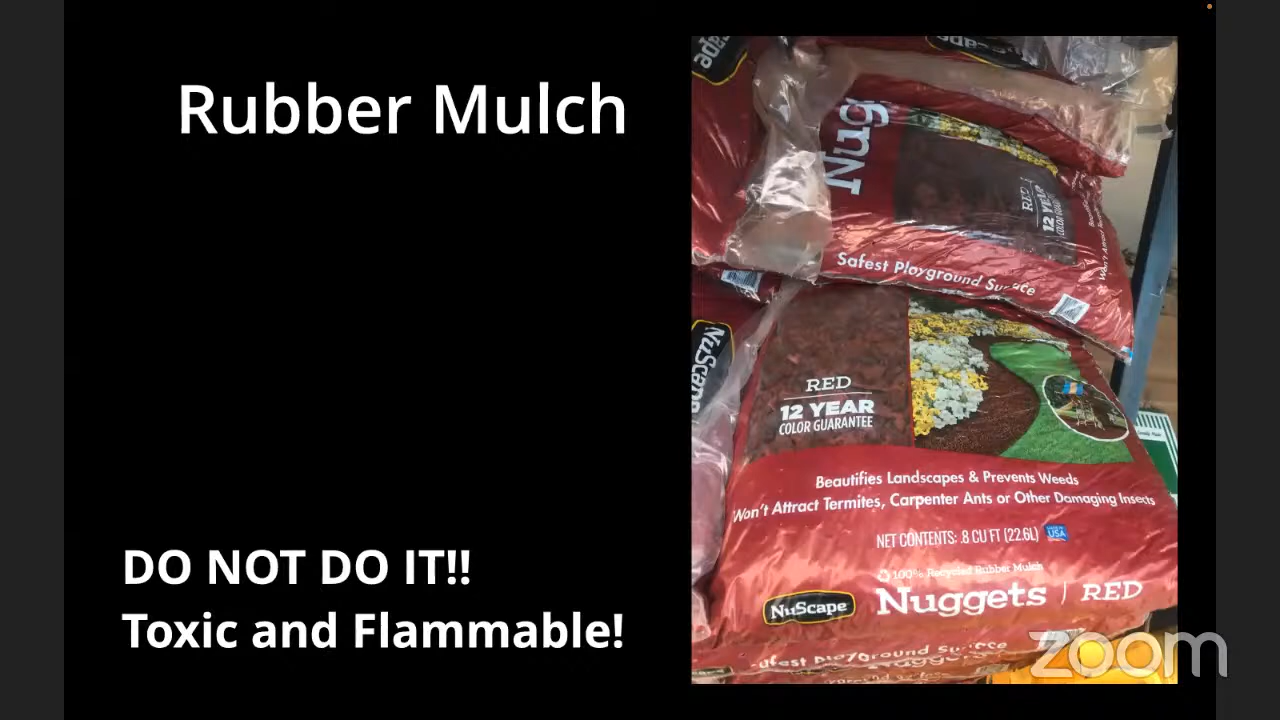 Rubber Mulch
DO NOT DO IT!!
Toxic and Flammable!
Nug
RED
12 YEAR
Safest Playground Surface
NuScape
RED
12 YEAR
COLOR GUARANTEE
Beautifies Landscapes & Prevents Weeds
Won't Attract Termites, Carpenter Ants or Other Damaging Insects
NET CONTENTS: .8 CU FT (22.6L)
USA
100% Recycled Rubber Mulch
NuScape
Nuggets | RED
zoom